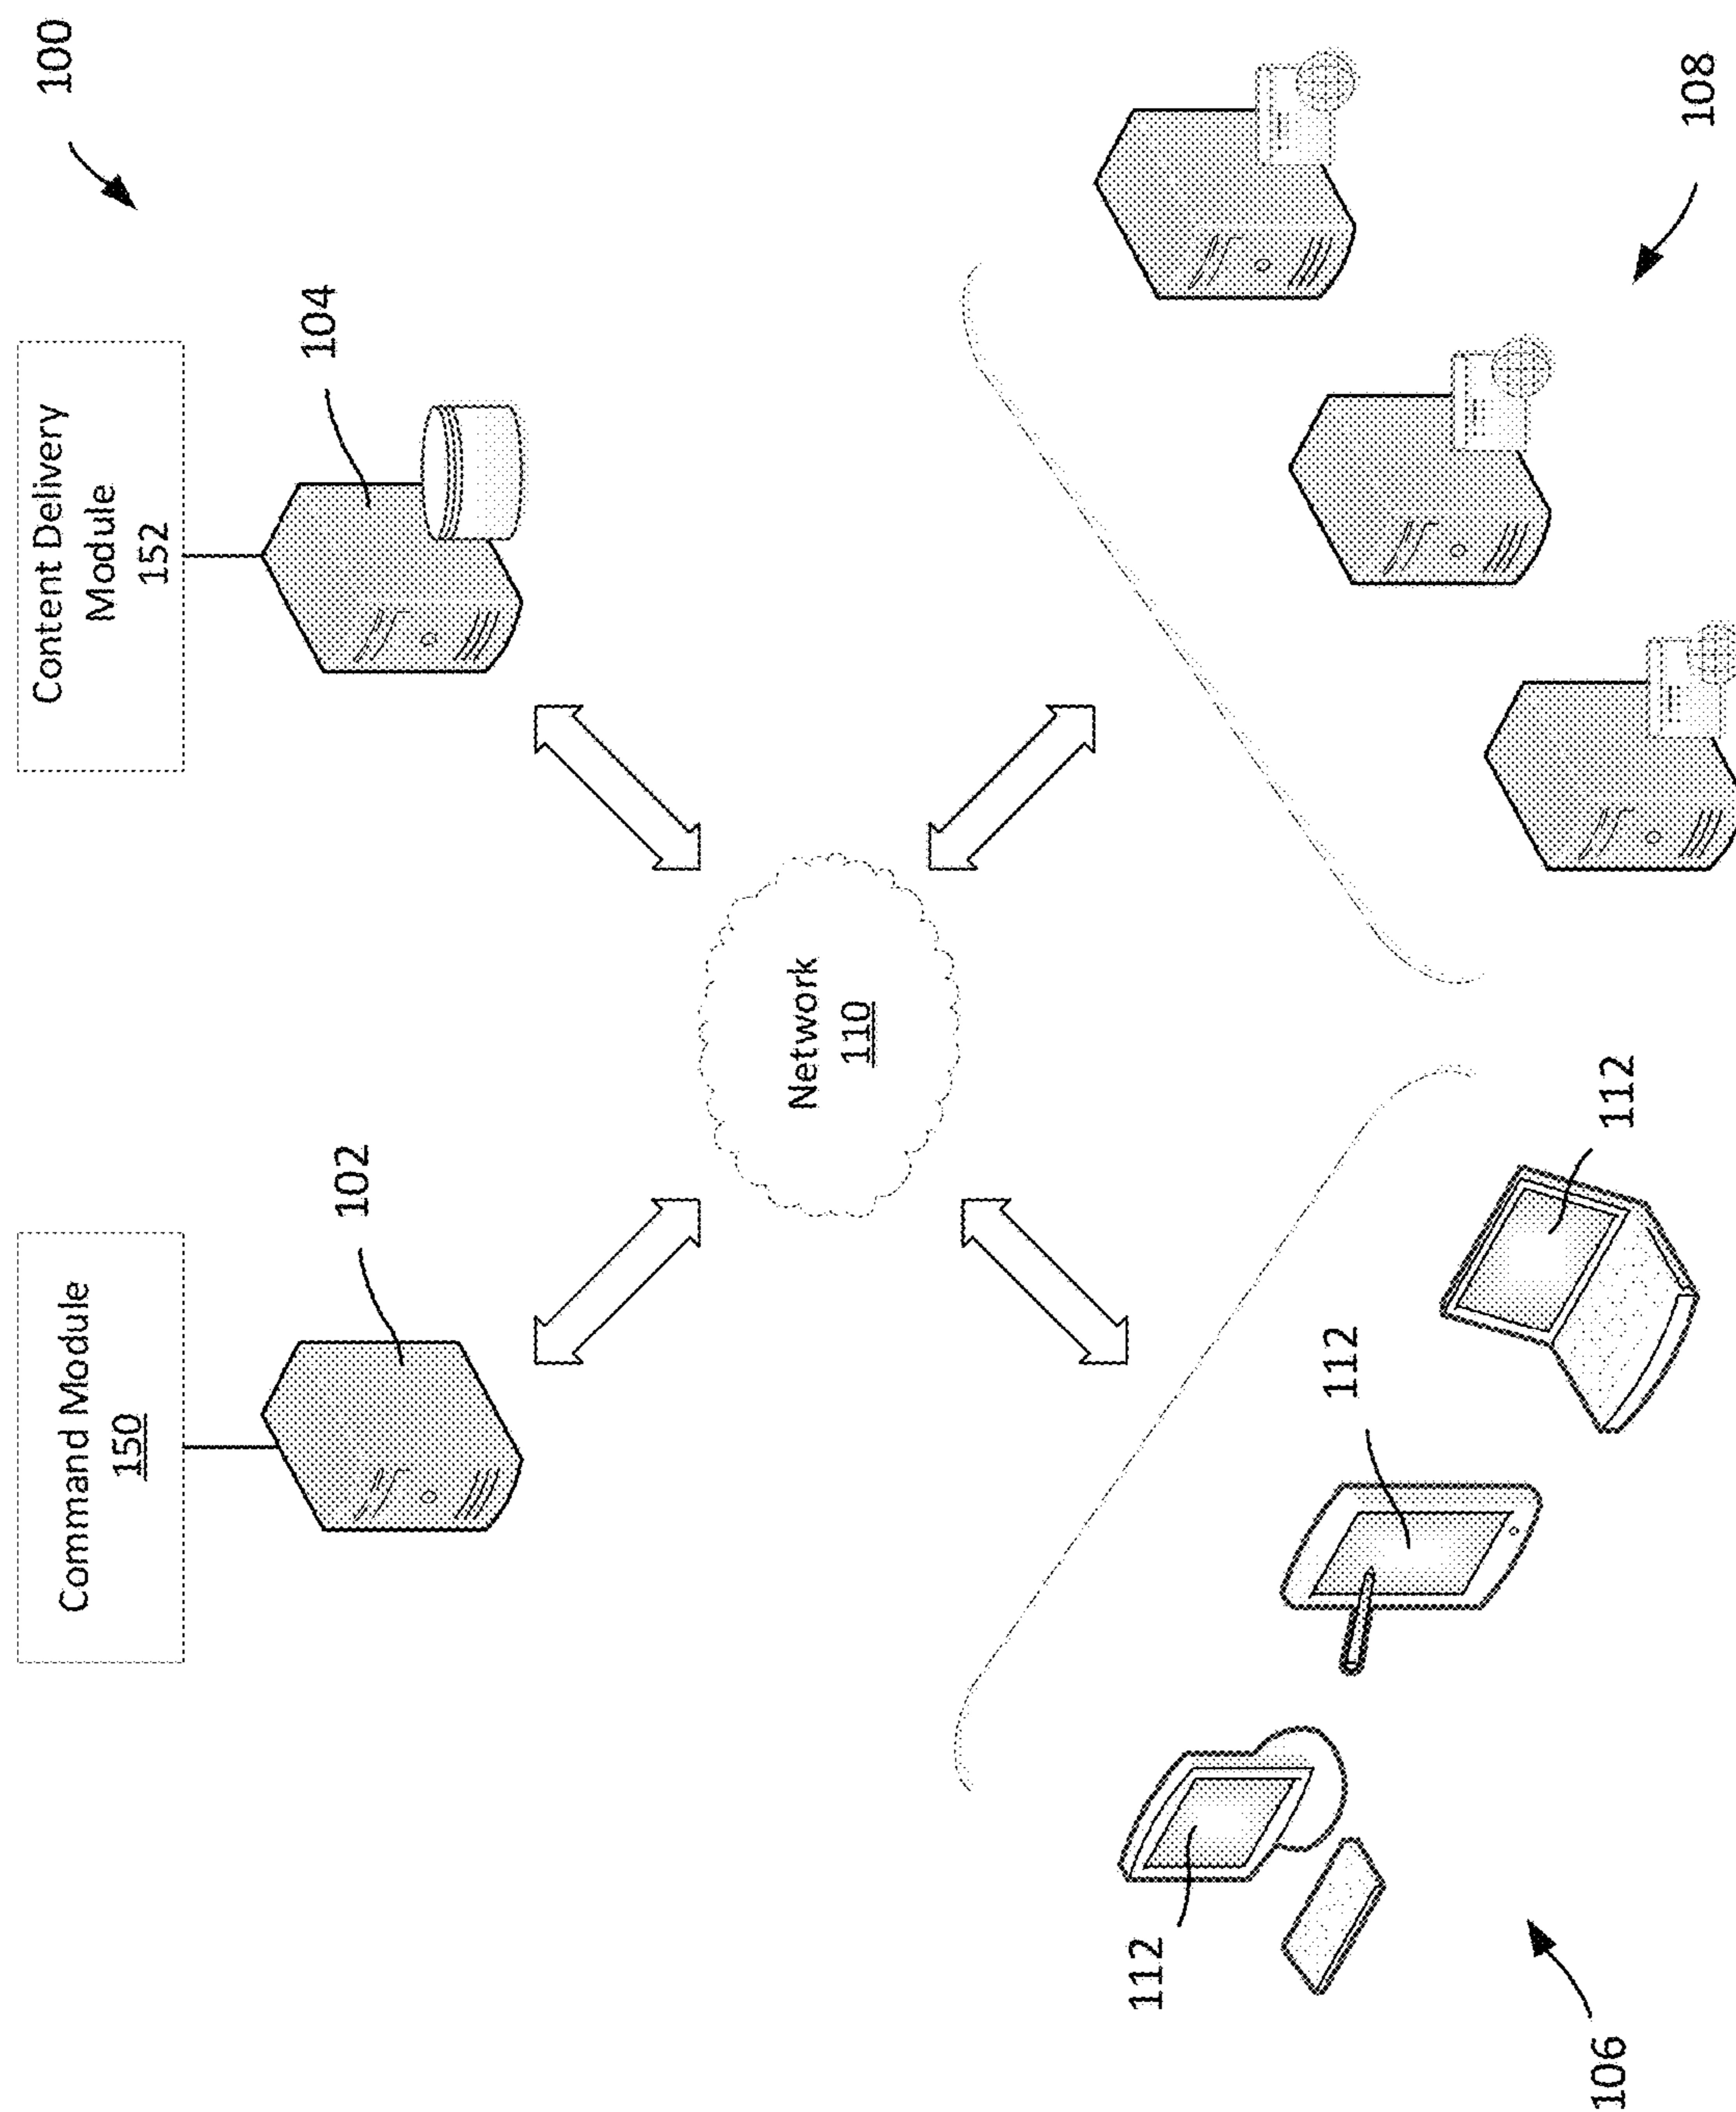 100
Command Module
150
Content Delivery
Module
152
102
104
Network
110
112
112
112
106
108